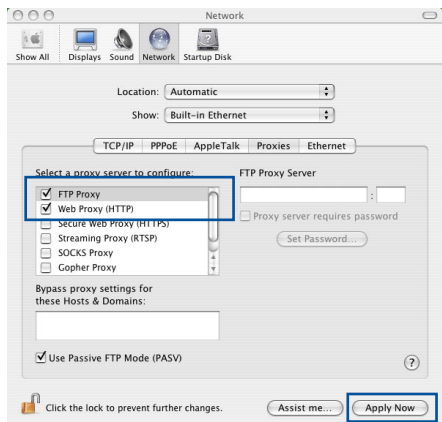 Network
Show All Displays Sound Network Startup Disk
Location: Automatic
Show: Built-in Ethernet
TCP/IP PPPoE AppleTalk Proxies Ethernet
Select a proxy server to configure:
FTP Proxy
Web Proxy (HTTP)
Secure Web Proxy (HTTPS)
Streaming Proxy (RTSP)
SOCKS Proxy
Gopher Proxy
FTP Proxy Server
:
Proxy server requires password
Set Password...
Bypass proxy settings for
these Hosts & Domains:
Use Passive FTP Mode (PASV)
?
Click the lock to prevent further changes.
Assist me... Apply Now